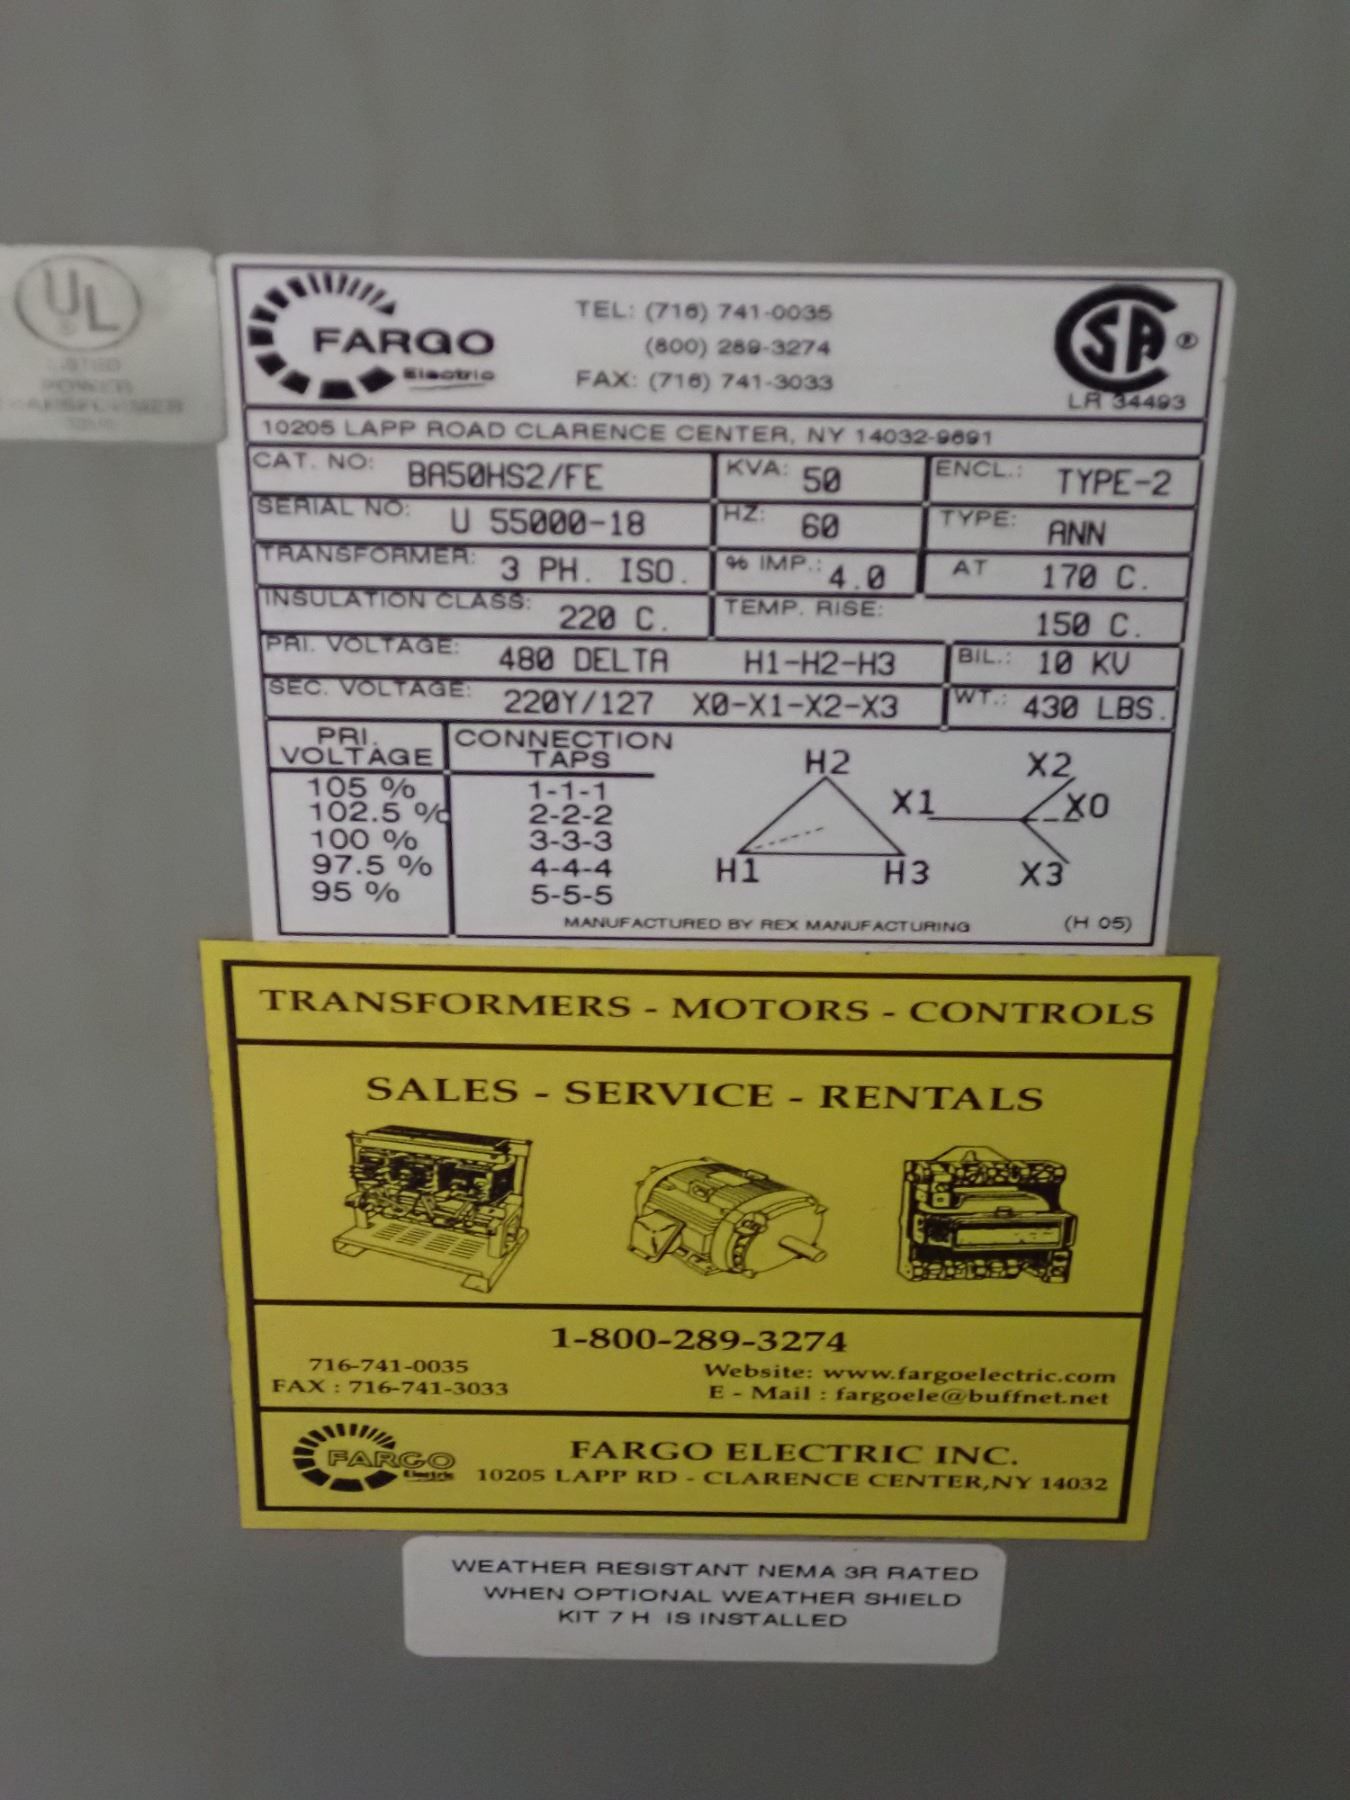 UL
LISTED
POWER
TRANSFORMER
FARGO
Electric
TEL: (716) 741-0035
(800) 289-3274
FAX: (716) 741-3033
SA ®
LR 34493
10205 LAPP ROAD CLARENCE CENTER, NY 14032-9691
CAT. NO: BA50HS2/FE KVA: 50 ENCL.: TYPE-2
SERIAL NO: U 55000-18 HZ: 60 TYPE: ANN
TRANSFORMER: 3 PH. ISO. % IMP.: 4.0 AT 170 C.
INSULATION CLASS: 220 C. TEMP. RISE: 150 C.
PRI. VOLTAGE: 480 DELTA H1-H2-H3 BIL.: 10 KV
SEC. VOLTAGE: 220Y/127 X0-X1-X2-X3 WT.: 430 LBS.
PRI. VOLTAGE CONNECTION TAPS
105 % 1-1-1
102.5 % 2-2-2
100 % 3-3-3
97.5 % 4-4-4
95 % 5-5-5
H2 X2
X1 X0
H1 H3 X3
MANUFACTURED BY REX MANUFACTURING (H 05)
TRANSFORMERS - MOTORS - CONTROLS
SALES - SERVICE - RENTALS
1-800-289-3274
716-741-0035
FAX : 716-741-3033
Website: www.fargoelectric.com
E - Mail : fargoele@buffnet.net
FARGO
Electric
FARGO ELECTRIC INC.
10205 LAPP RD - CLARENCE CENTER,NY 14032
WEATHER RESISTANT NEMA 3R RATED
WHEN OPTIONAL WEATHER SHIELD
KIT 7 H IS INSTALLED